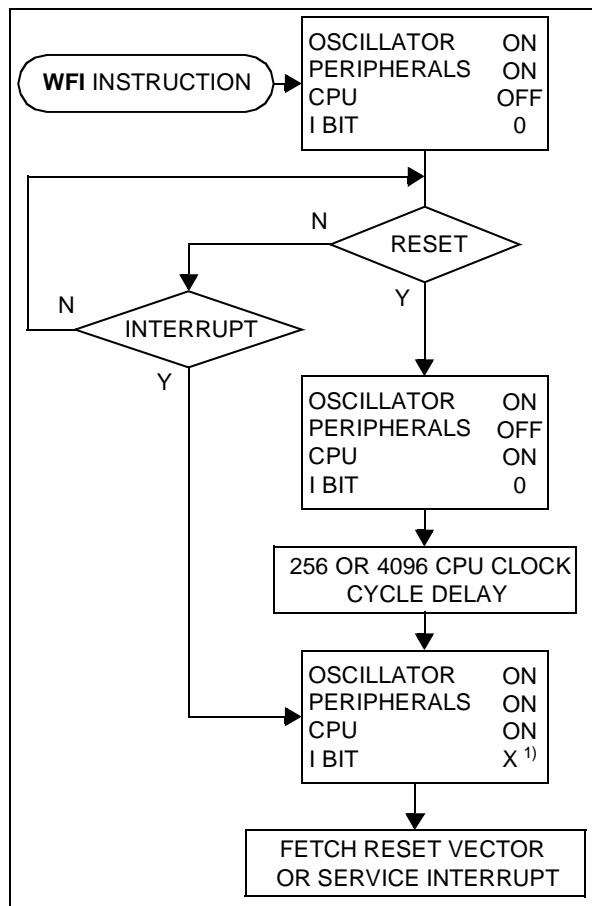 WFI INSTRUCTION
OSCILLATOR ON
PERIPHERALS ON
CPU OFF
I BIT 0
N
RESET
N
INTERRUPT
Y
Y
OSCILLATOR ON
PERIPHERALS OFF
CPU ON
I BIT 0
256 OR 4096 CPU CLOCK
CYCLE DELAY
OSCILLATOR ON
PERIPHERALS ON
CPU ON
I BIT X 1)
FETCH RESET VECTOR
OR SERVICE INTERRUPT